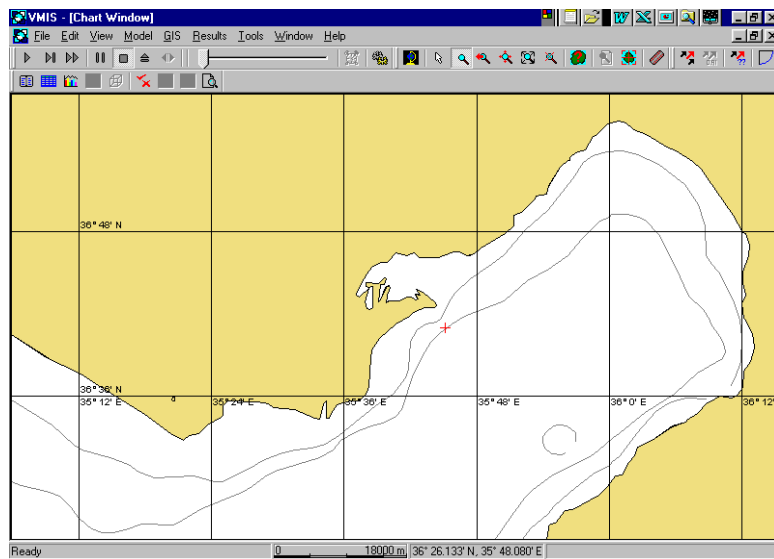 VMIS - [Chart Window]
File Edit View Model GIS Results Tools Window Help
36° 48' N
36° 36' N
35° 12' E 35° 24' E 35° 36' E 35° 48' E 36° 0' E 36° 12'
Ready 0 18000 m 36° 26.133' N, 35° 48.080' E